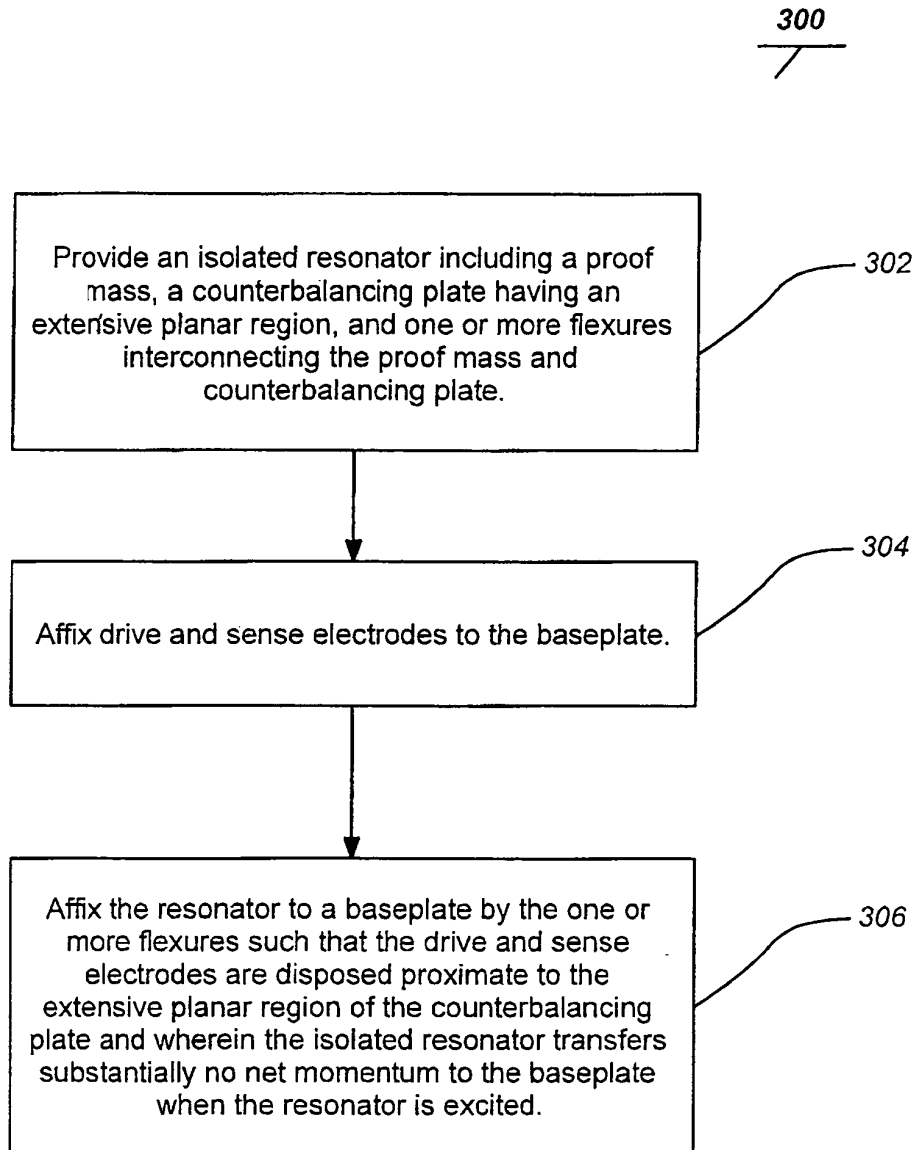 300
Provide an isolated resonator including a proof
mass, a counterbalancing plate having an
extensive planar region, and one or more flexures
interconnecting the proof mass and
counterbalancing plate.
302
Affix drive and sense electrodes to the baseplate.
304
Affix the resonator to a baseplate by the one or
more flexures such that the drive and sense
electrodes are disposed proximate to the
extensive planar region of the counterbalancing
plate and wherein the isolated resonator transfers
substantially no net momentum to the baseplate
when the resonator is excited.
306